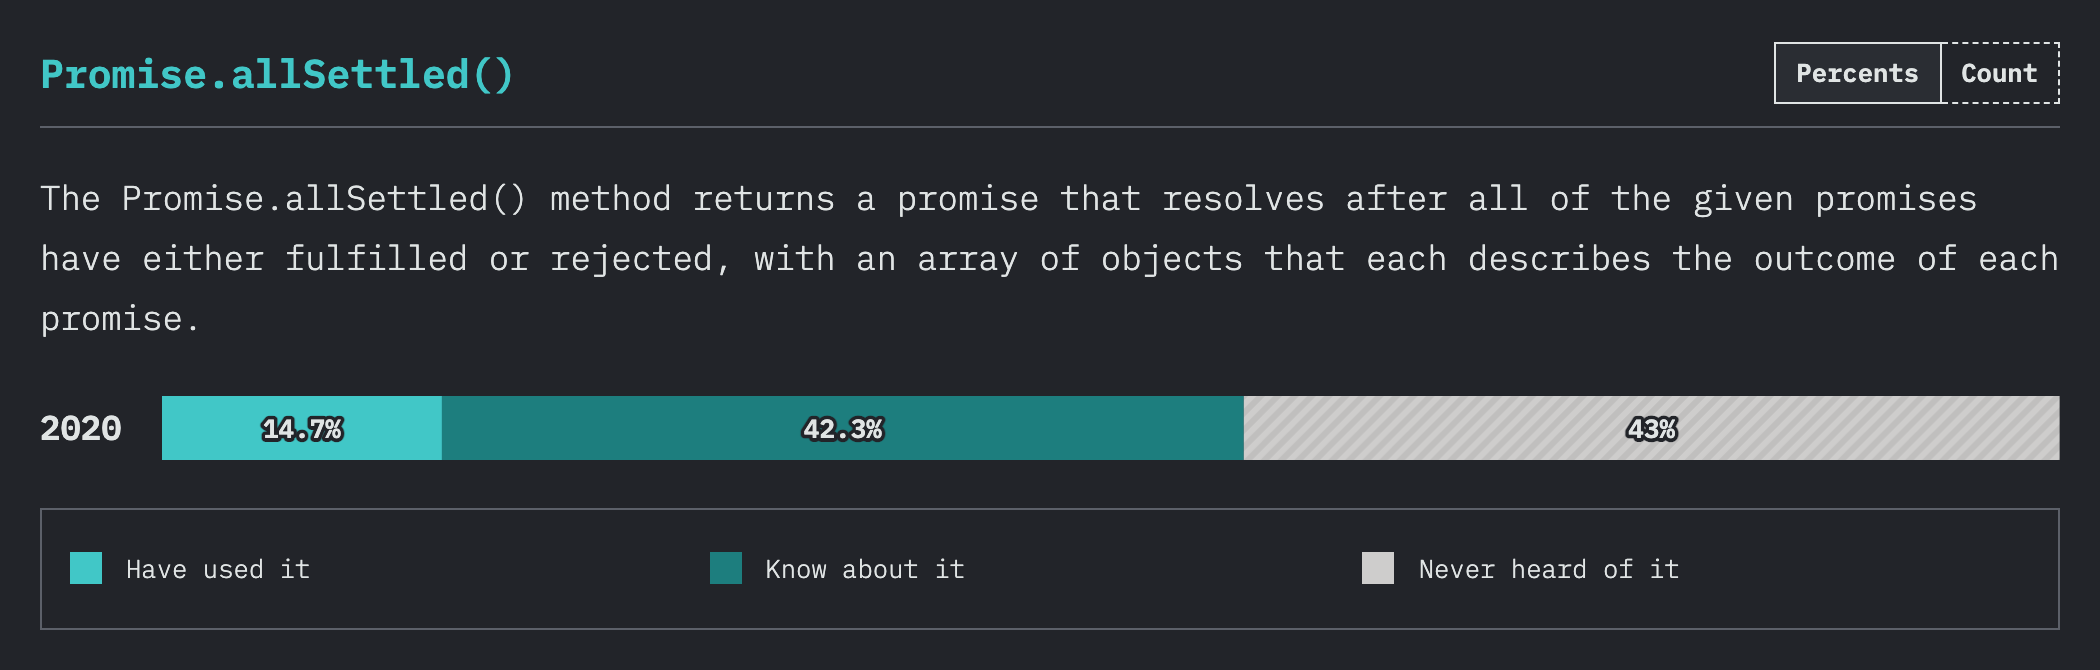 Promise.allSettled()
Percents Count
The Promise.allSettled() method returns a promise that resolves after all of the given promises
have either fulfilled or rejected, with an array of objects that each describes the outcome of each
promise.
2020 14.7% 42.3% 43%
Have used it Know about it Never heard of it